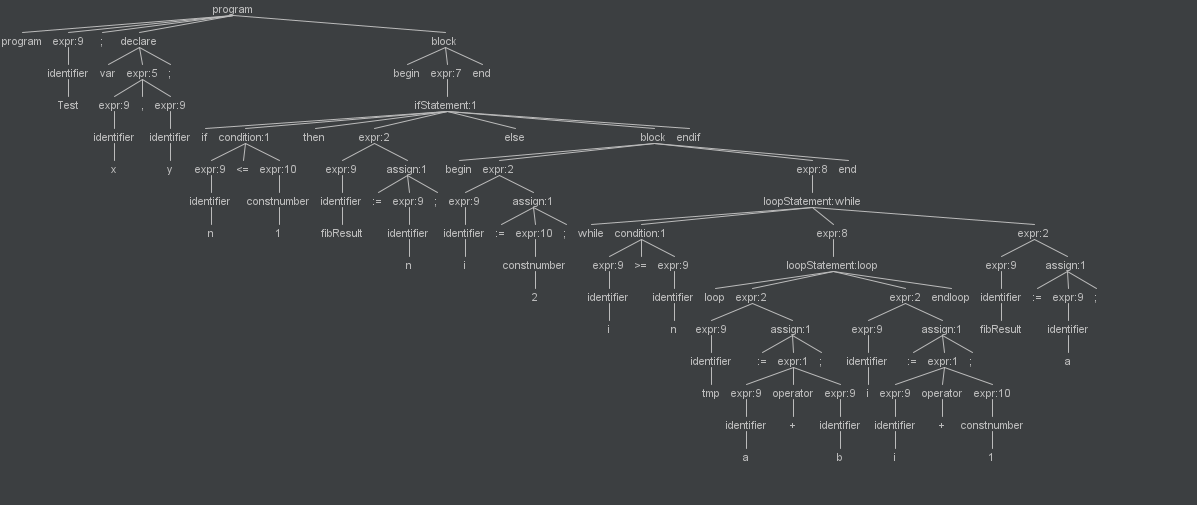 program
program expr:9 ; declare block
identifier var expr:5 ; begin expr:7 end
Test expr:9 , expr:9 ifStatement:1
identifier identifier if condition:1 then expr:2 else block endif
x y expr:9 <= expr:10 expr:9 assign:1 begin expr:2 expr:8 end
identifier constnumber identifier := expr:9 ; expr:9 assign:1 loopStatement:while
n 1 fibResult identifier identifier := expr:10 ; while condition:1 expr:8 expr:2
n i constnumber expr:9 >= expr:9 loopStatement:loop expr:9 assign:1
2 identifier identifier loop expr:2 expr:2 endloop identifier := expr:9 ;
i n expr:9 assign:1 expr:9 assign:1 fibResult identifier
identifier := expr:1 ; identifier := expr:1 ; a
tmp expr:9 operator expr:9 i expr:9 operator expr:10
identifier + identifier identifier + constnumber
a b i 1